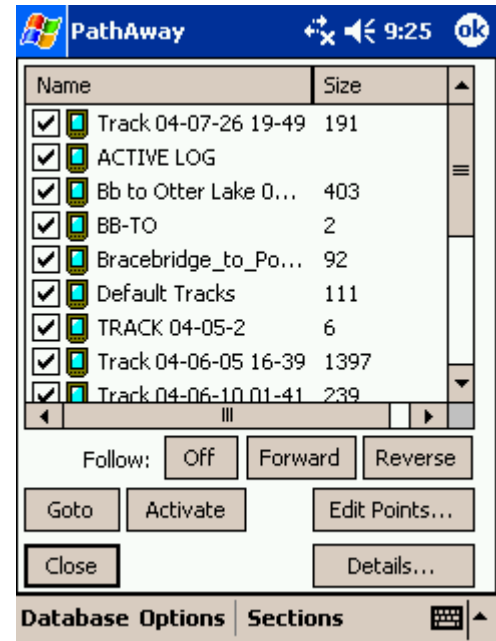 PathAway 9:25 ok
Name Size
Track 04-07-26 19-49 191
ACTIVE LOG
Bb to Otter Lake 0... 403
BB-TO 2
Bracebridge_to_Po... 92
Default Tracks 111
TRACK 04-05-2 6
Track 04-06-05 16-39 1397
Track 04-06-10 01-41 239
Follow: Off Forward Reverse
Goto Activate Edit Points...
Close Details...
Database Options Sections